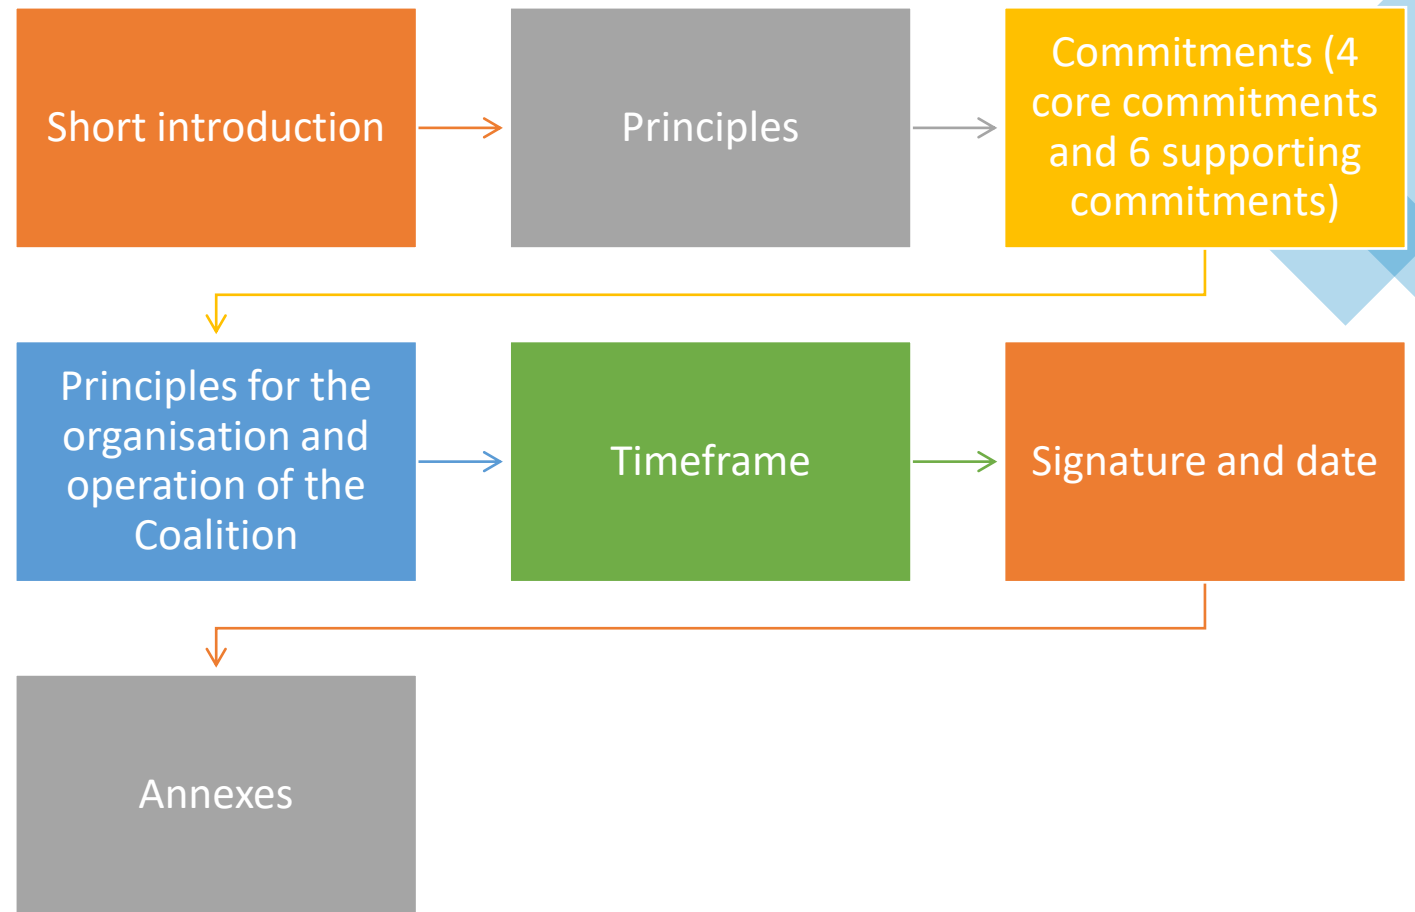 Short introduction
Principles
Commitments (4
core commitments
and 6 supporting
commitments)
Principles for the
organisation and
operation of the
Coalition
Timeframe
Signature and date
Annexes